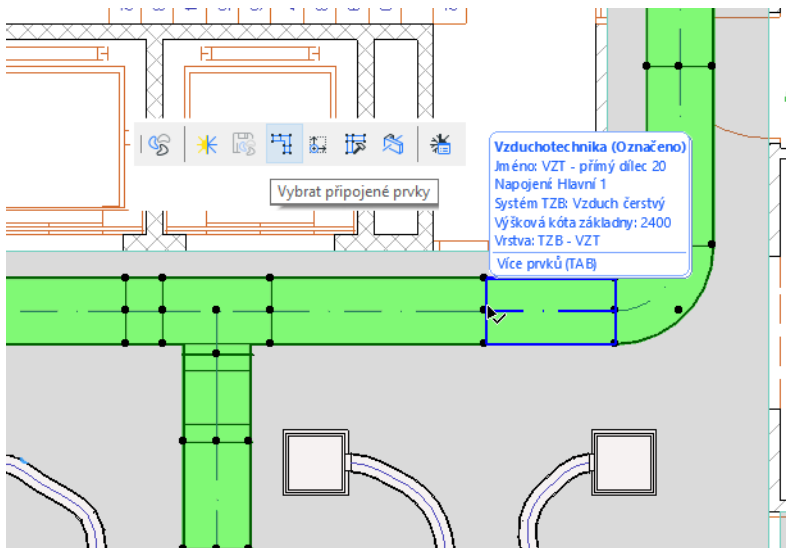 Vzduchotechnika (Označeno)
Jméno: VZT - přímý dílec 20
Napojení: Hlavní 1
Systém TZB: Vzduch čerstvý
Výšková kóta základny: 2400
Vrstva: TZB - VZT
Více prvků (TAB)
Vybrat připojené prvky